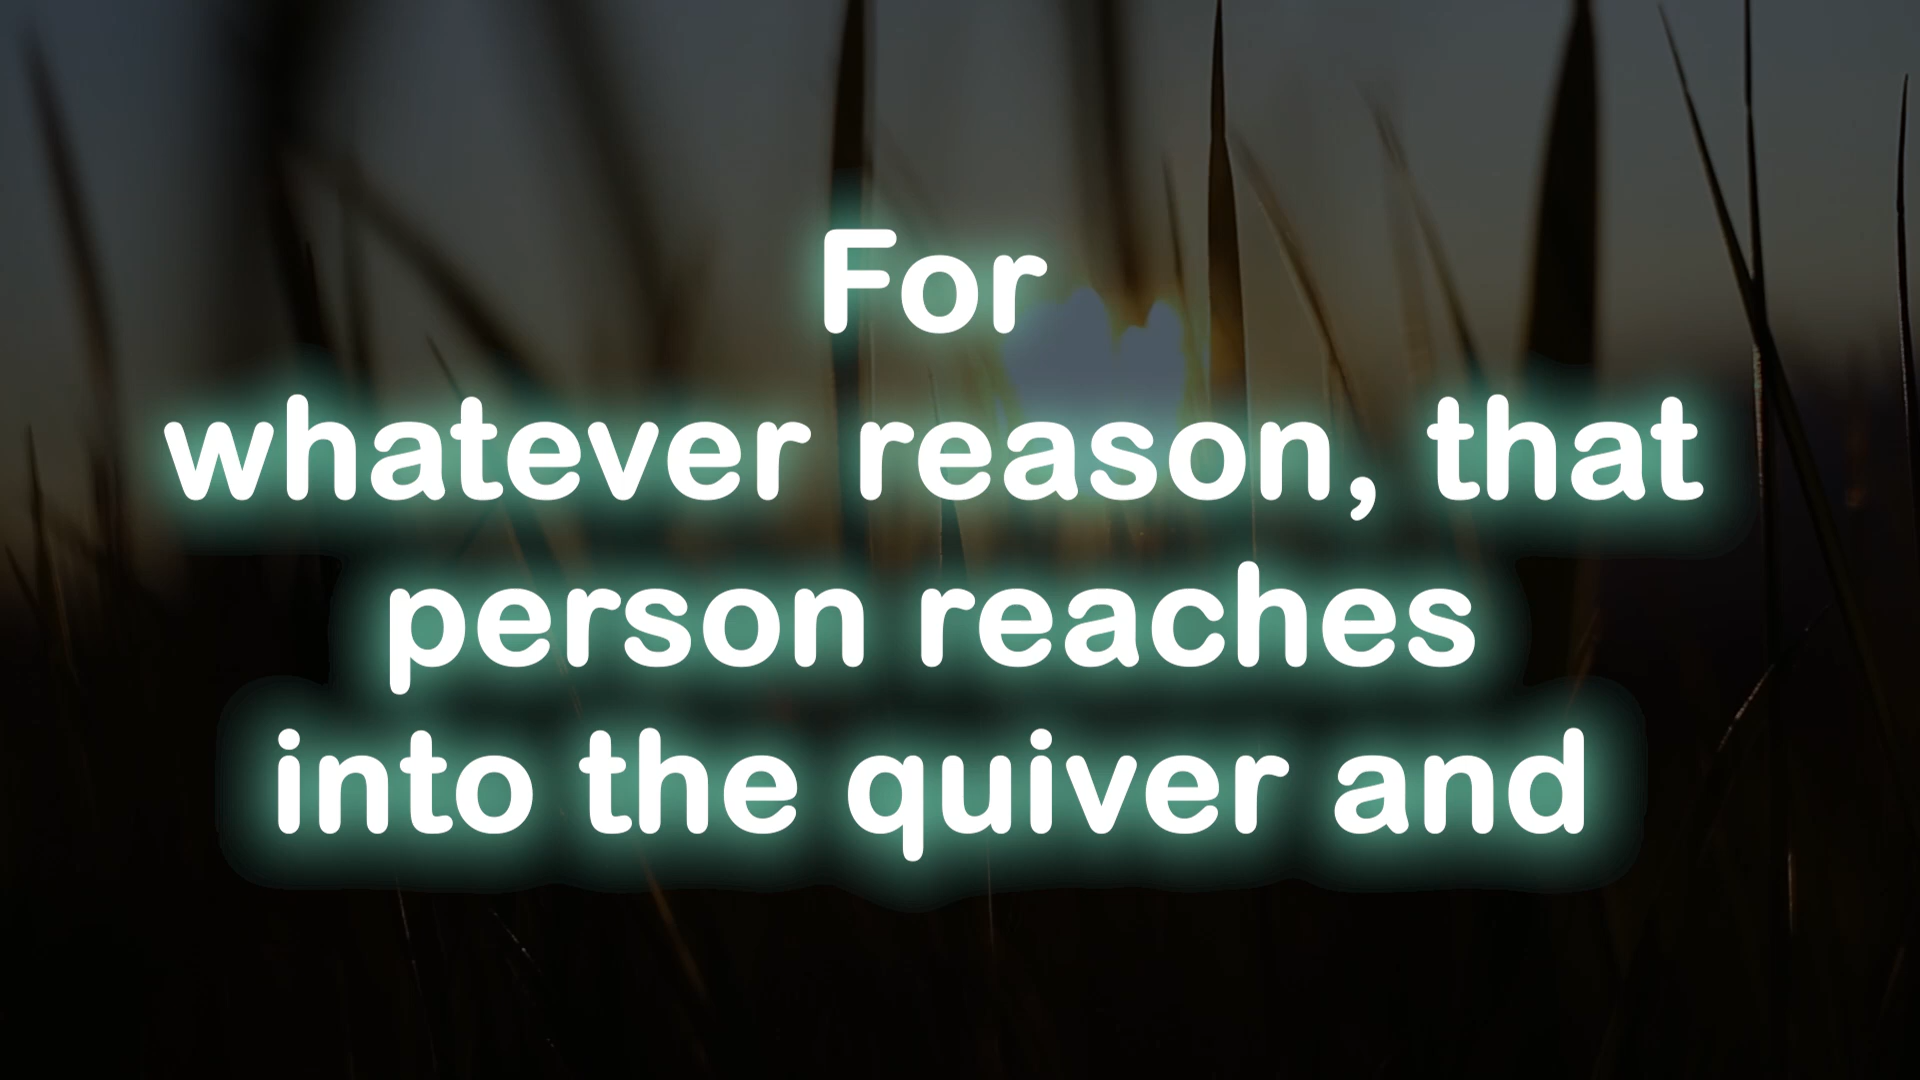 For
whatever reason, that
person reaches
into the quiver and